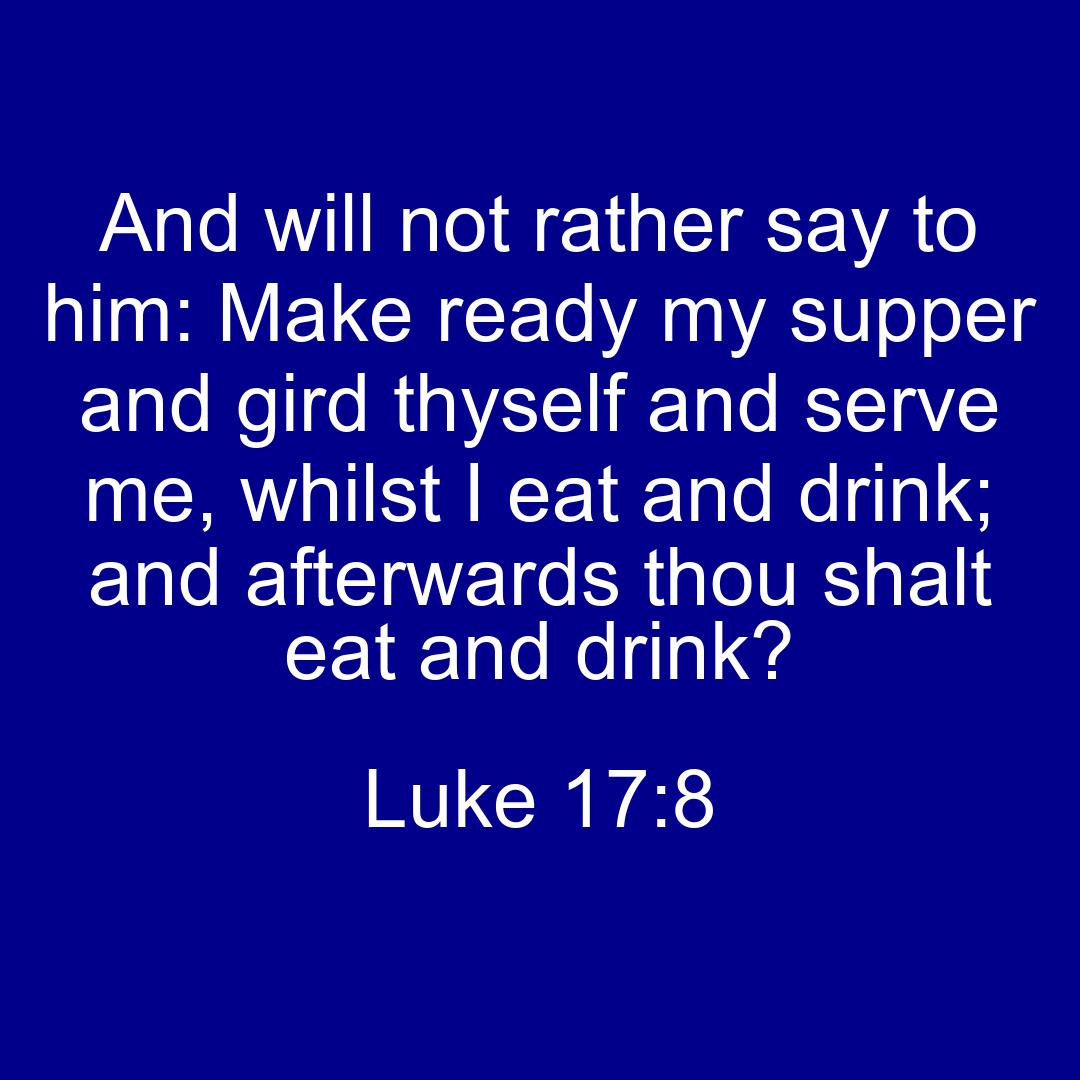 And will not rather say to
him: Make ready my supper
and gird thyself and serve
me, whilst I eat and drink;
and afterwards thou shalt
eat and drink?
Luke 17:8